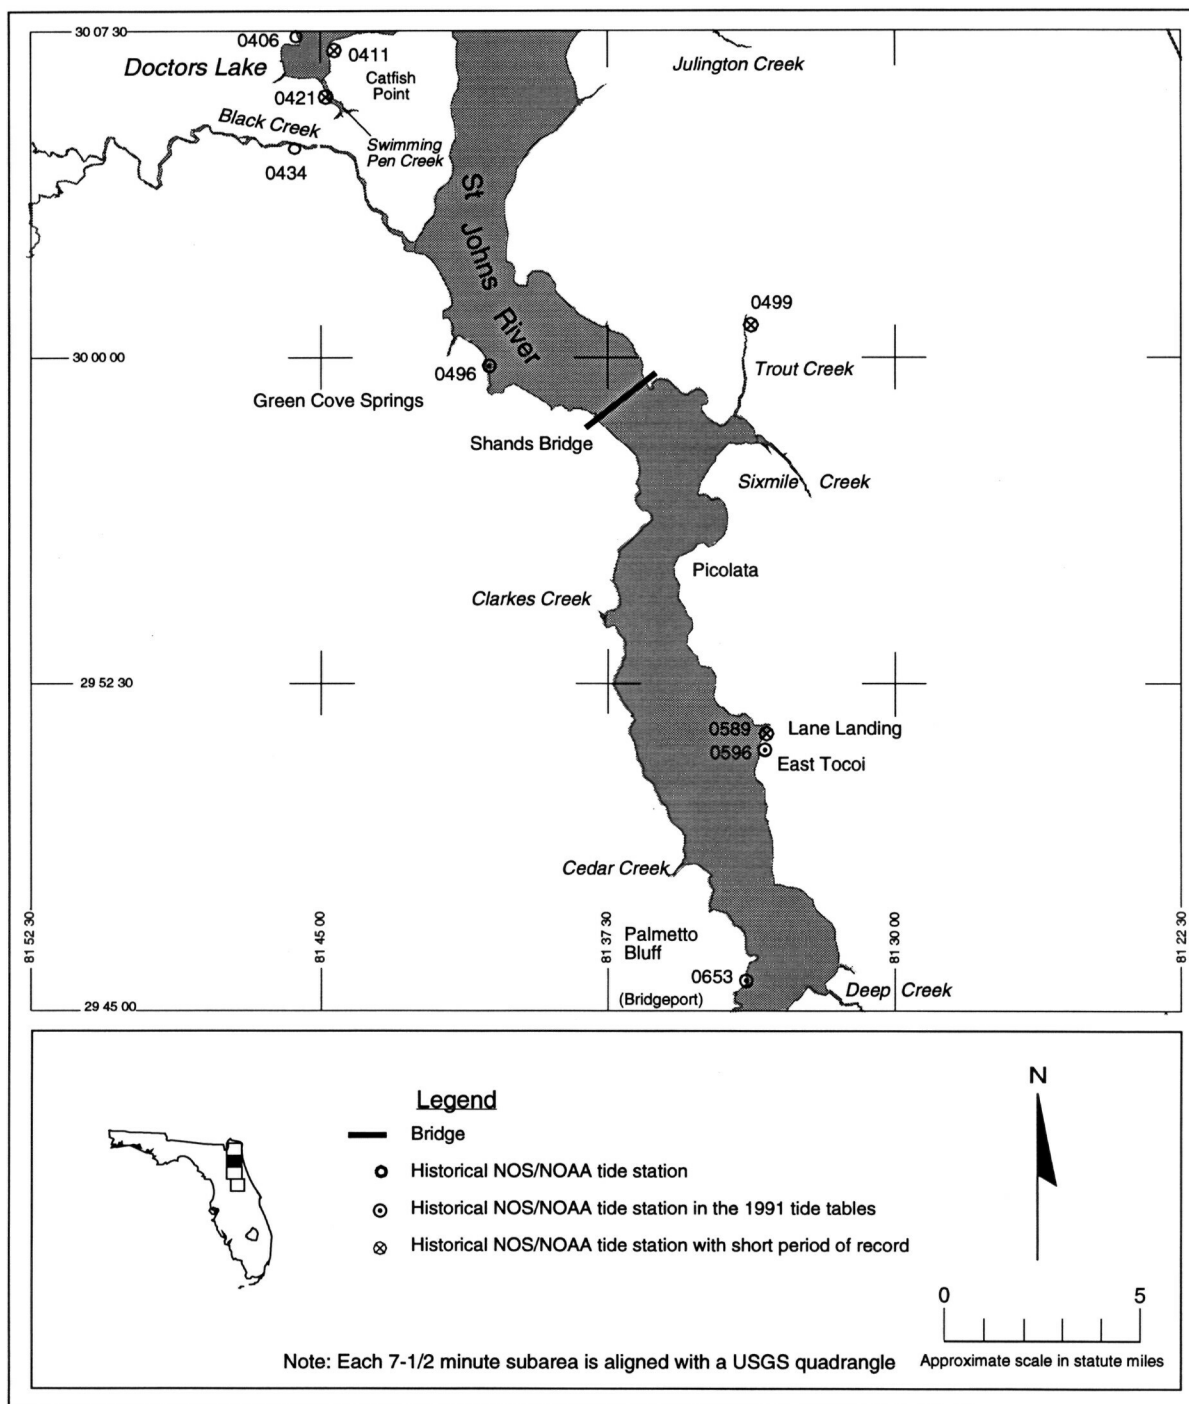 30 07 30
0406
0411
Julington Creek
Doctors Lake
Catfish
Point
0421
Black Creek
Swimming
Pen Creek
0434
St Johns River
0499
30 00 00
Trout Creek
0496
Green Cove Springs
Shands Bridge
Sixmile Creek
Picolata
Clarkes Creek
29 52 30
0589
Lane Landing
0596
East Tocoi
Cedar Creek
81 52 30
81 45 00
81 37 30
81 30 00
81 22 30
Palmetto
Bluff
0653
(Bridgeport)
Deep Creek
29 45 00
Legend
Bridge
Historical NOS/NOAA tide station
Historical NOS/NOAA tide station in the 1991 tide tables
Historical NOS/NOAA tide station with short period of record
N
0 5
Note: Each 7-1/2 minute subarea is aligned with a USGS quadrangle
Approximate scale in statute miles